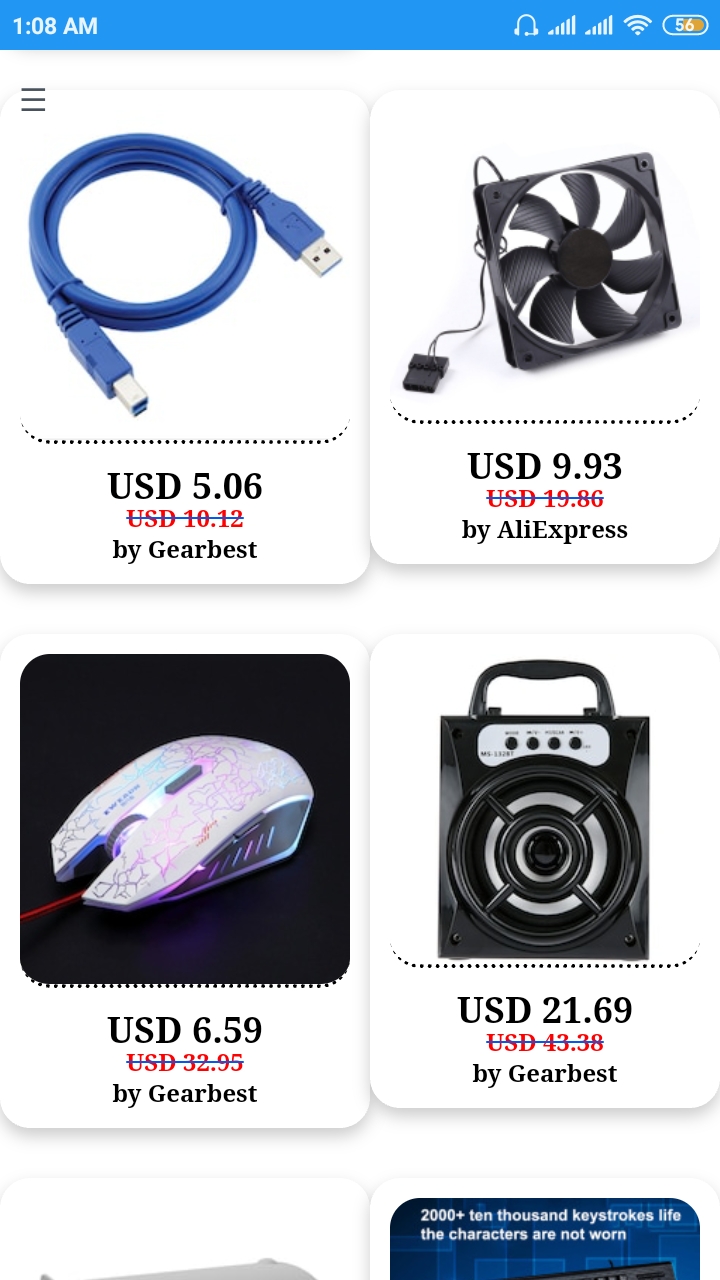 1:08 AM
56
USD 5.06
USD 10.12
by Gearbest
USD 9.93
USD 19.86
by AliExpress
USD 6.59
USD 32.95
by Gearbest
MS-132BT
USD 21.69
USD 43.38
by Gearbest
2000+ ten thousand keystrokes life
the characters are not worn